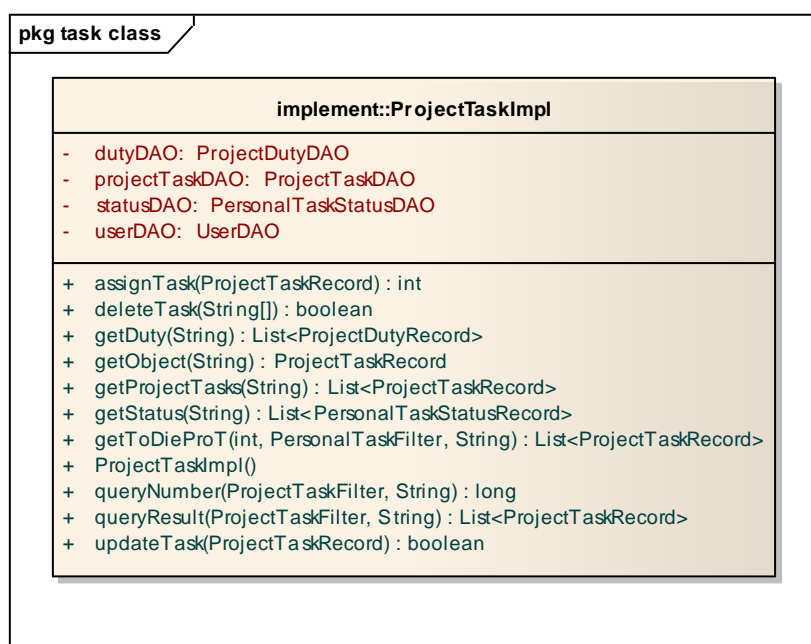 pkg task class
implement::ProjectTaskImpl
- dutyDAO: ProjectDutyDAO
- projectTaskDAO: ProjectTaskDAO
- statusDAO: PersonalTaskStatusDAO
- userDAO: UserDAO
+ assignTask(ProjectTaskRecord) : int
+ deleteTask(String[]) : boolean
+ getDuty(String) : List<ProjectDutyRecord>
+ getObject(String) : ProjectTaskRecord
+ getProjectTasks(String) : List<ProjectTaskRecord>
+ getStatus(String) : List<PersonalTaskStatusRecord>
+ getToDieProT(int, PersonalTaskFilter, String) : List<ProjectTaskRecord>
+ ProjectTaskImpl()
+ queryNumber(ProjectTaskFilter, String) : long
+ queryResult(ProjectTaskFilter, String) : List<ProjectTaskRecord>
+ updateTask(ProjectTaskRecord) : boolean